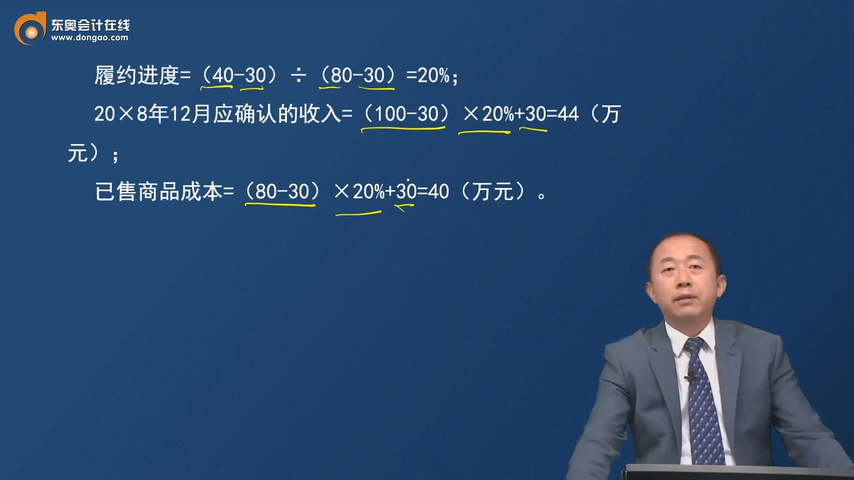 东奥会计在线
www.dongao.com
履约进度=（40-30）÷（80-30）=20%；
20×8年12月应确认的收入=（100-30）×20%+30=44（万
元）；
已售商品成本=（80-30）×20%+30=40（万元）。